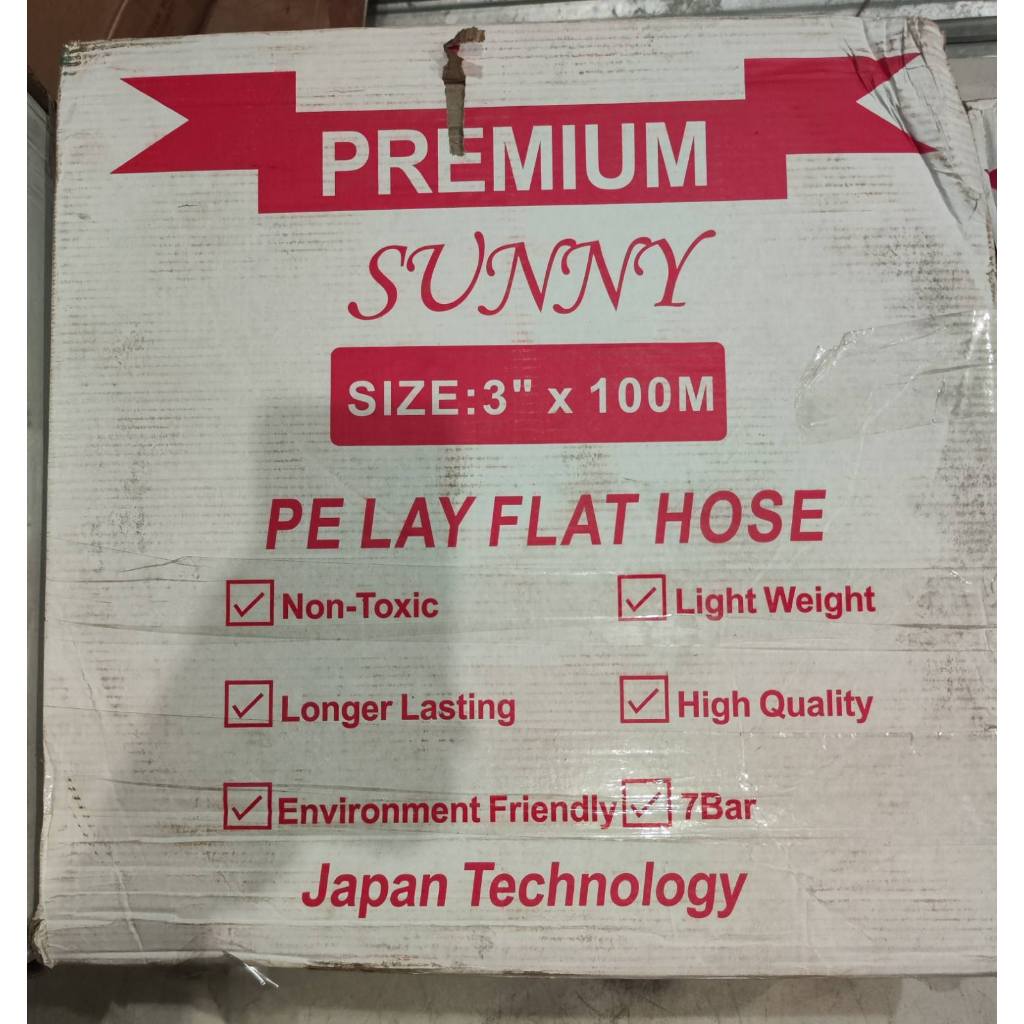 PREMIUM
SUNNY
SIZE:3" x 100M
PE LAY FLAT HOSE
Non-Toxic
Light Weight
Longer Lasting
High Quality
Environment Friendly
7Bar
Japan Technology